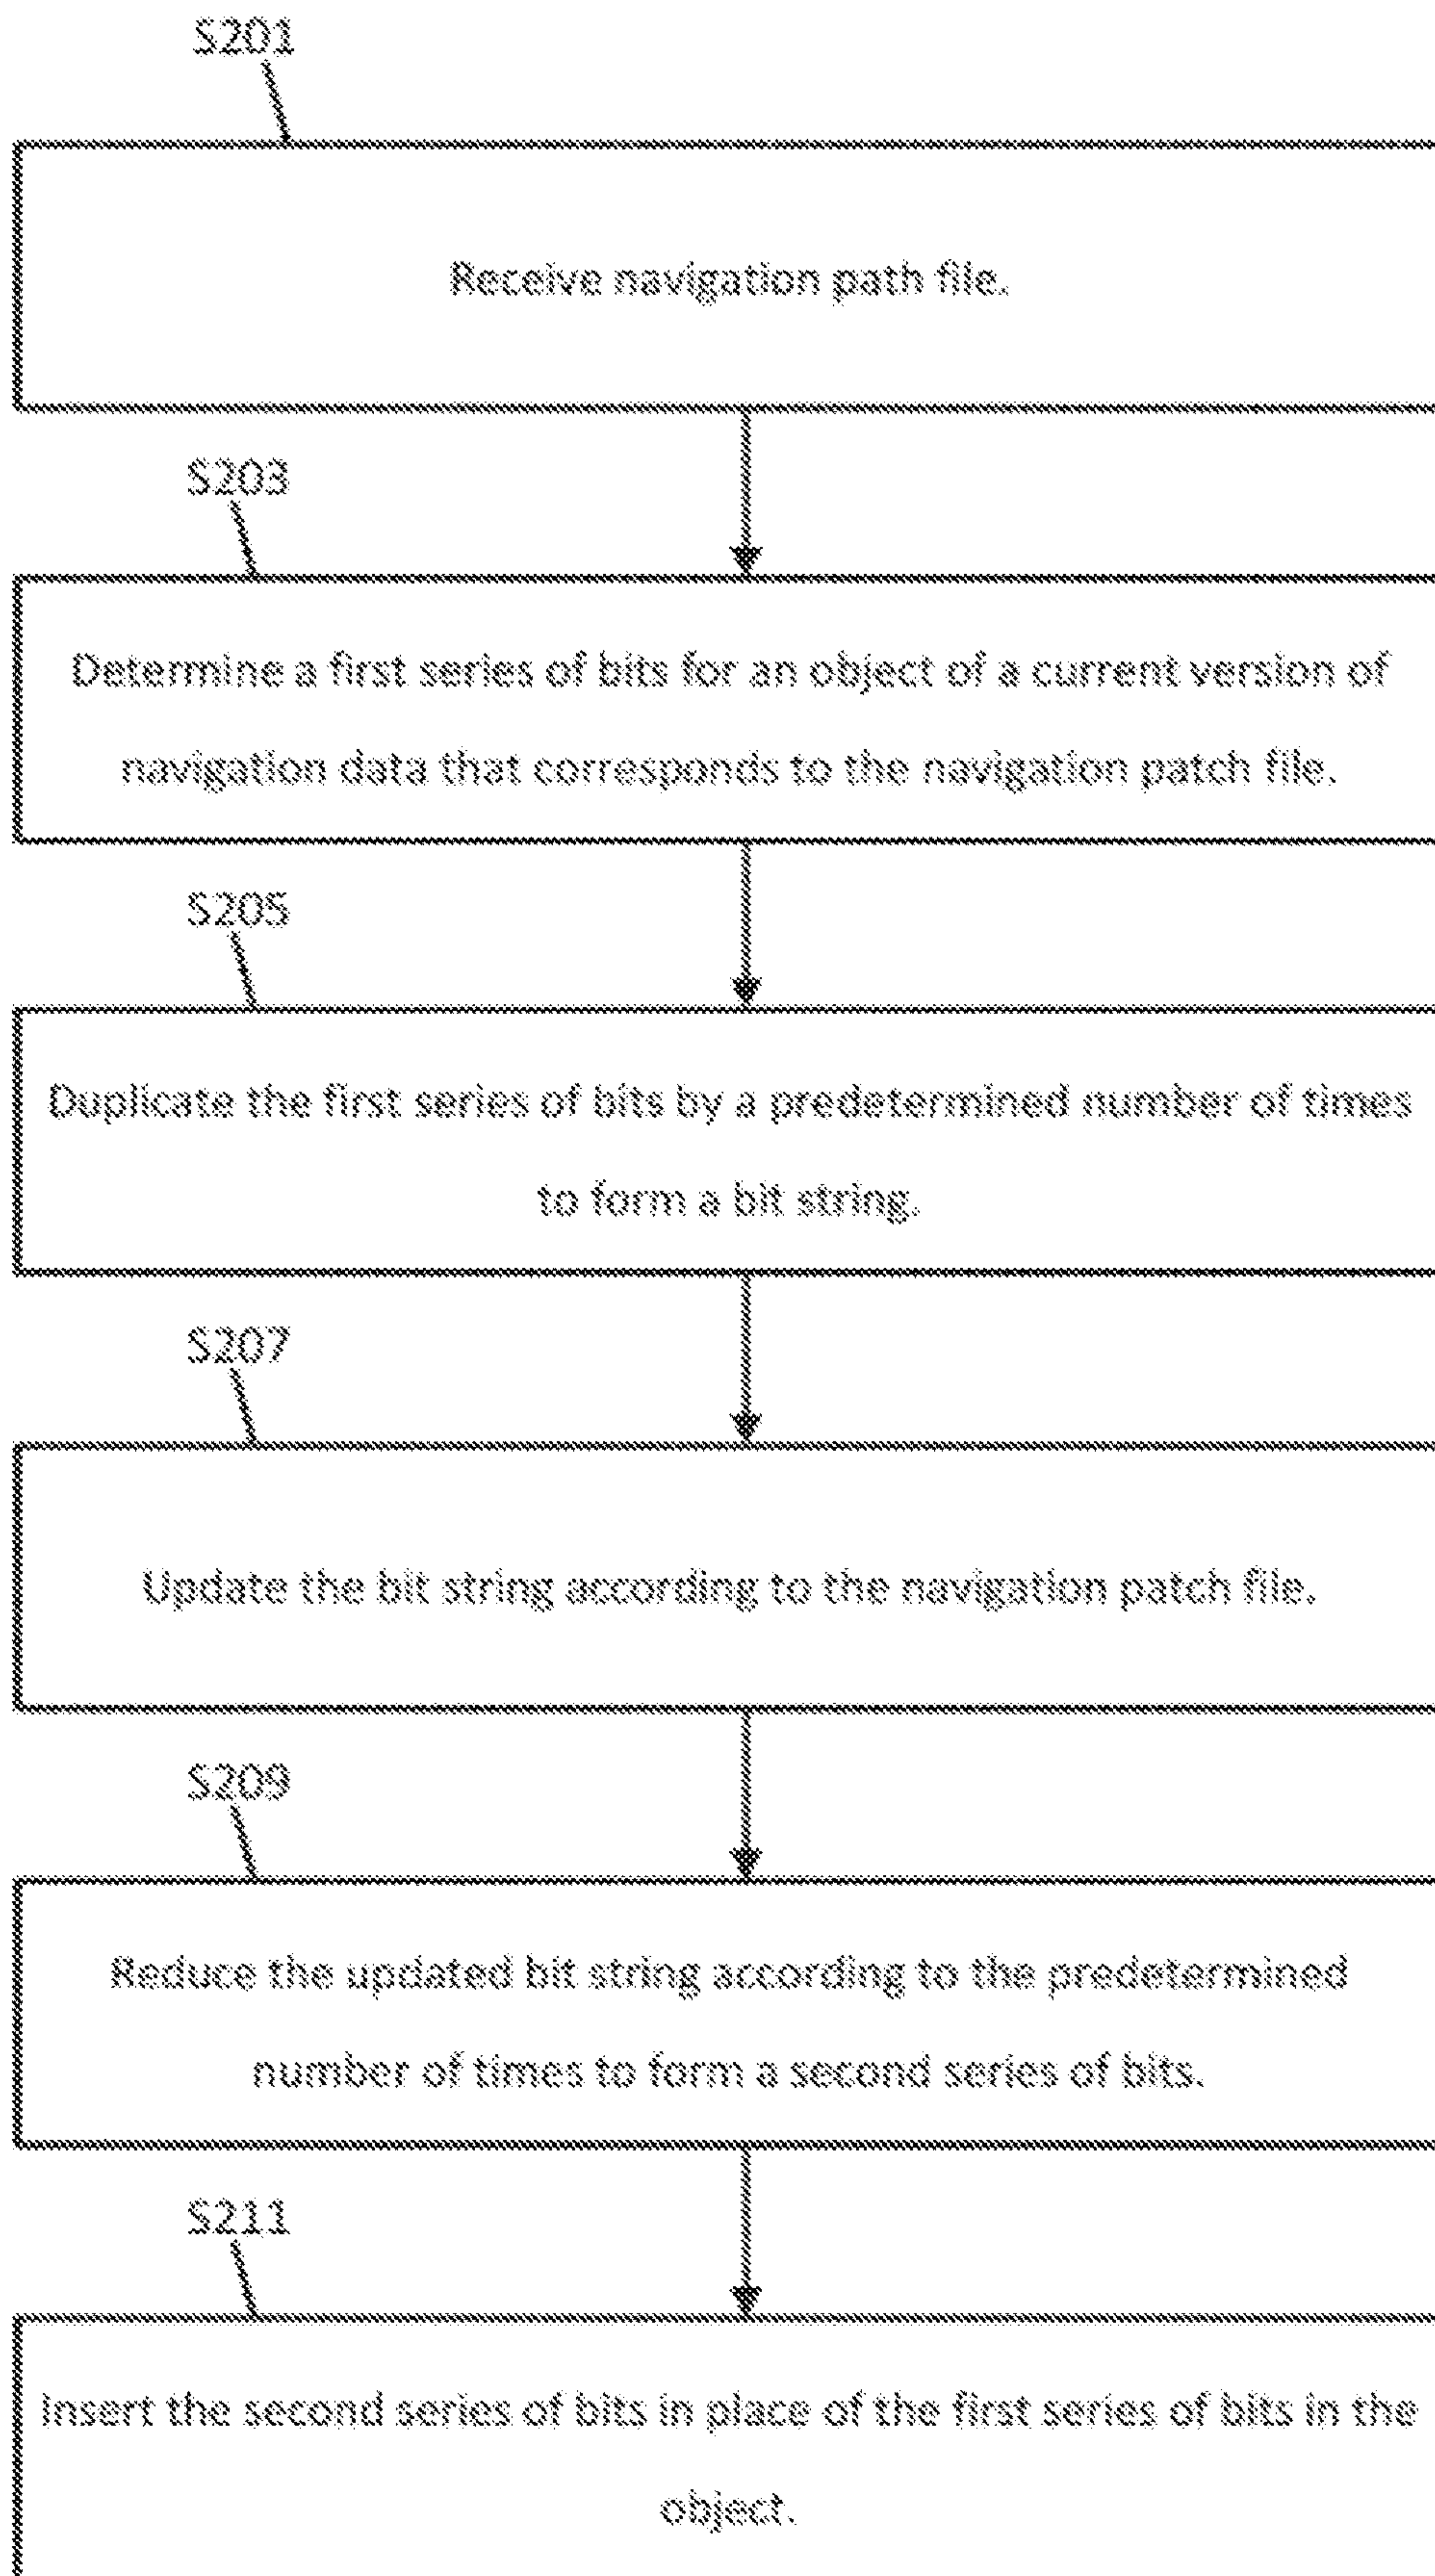 S201
Receive navigation path file.
S203
Determine a first series of bits for an object of a current version of
navigation data that corresponds to the navigation patch file.
S205
Duplicate the first series of bits by a predetermined number of times
to form a bit string.
S207
Update the bit string according to the navigation patch file.
S209
Reduce the updated bit string according to the predetermined
number of times to form a second series of bits.
S211
Insert the second series of bits in place of the first series of bits in the
object.